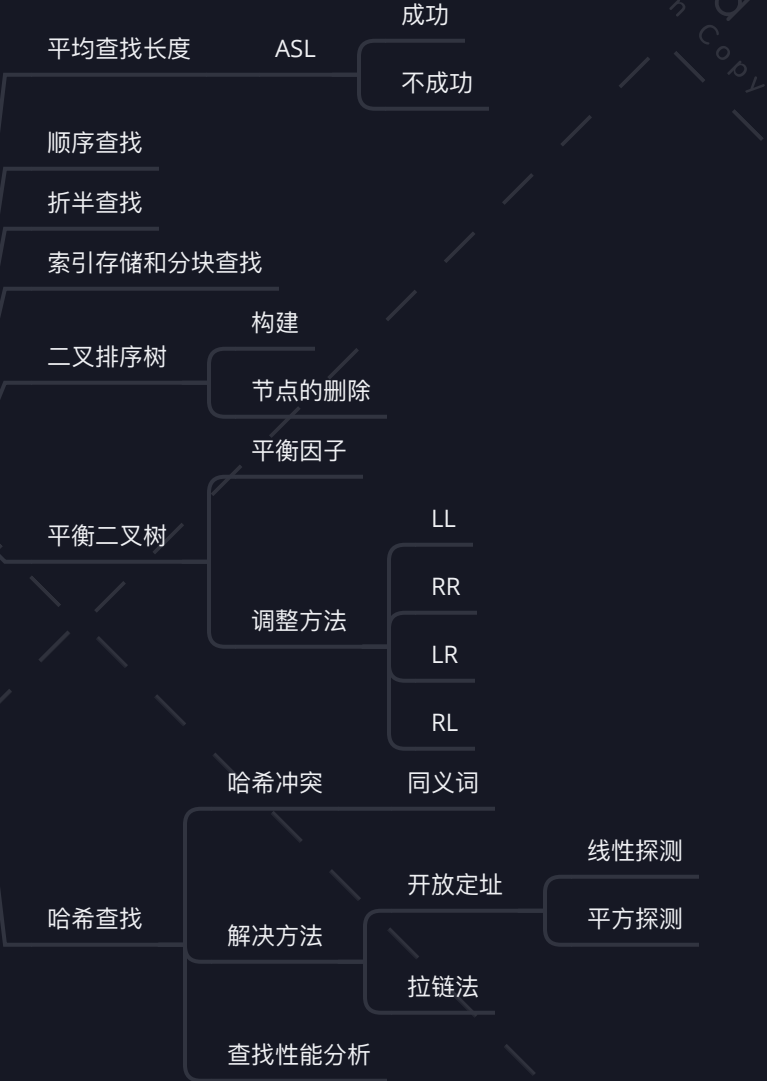 成功
平均查找长度 ASL
不成功
顺序查找
折半查找
索引存储和分块查找
构建
二叉排序树
节点的删除
平衡因子
LL
平衡二叉树
RR
调整方法
LR
RL
哈希冲突 同义词
线性探测
开放定址
哈希查找
平方探测
解决方法
拉链法
查找性能分析
n Copy